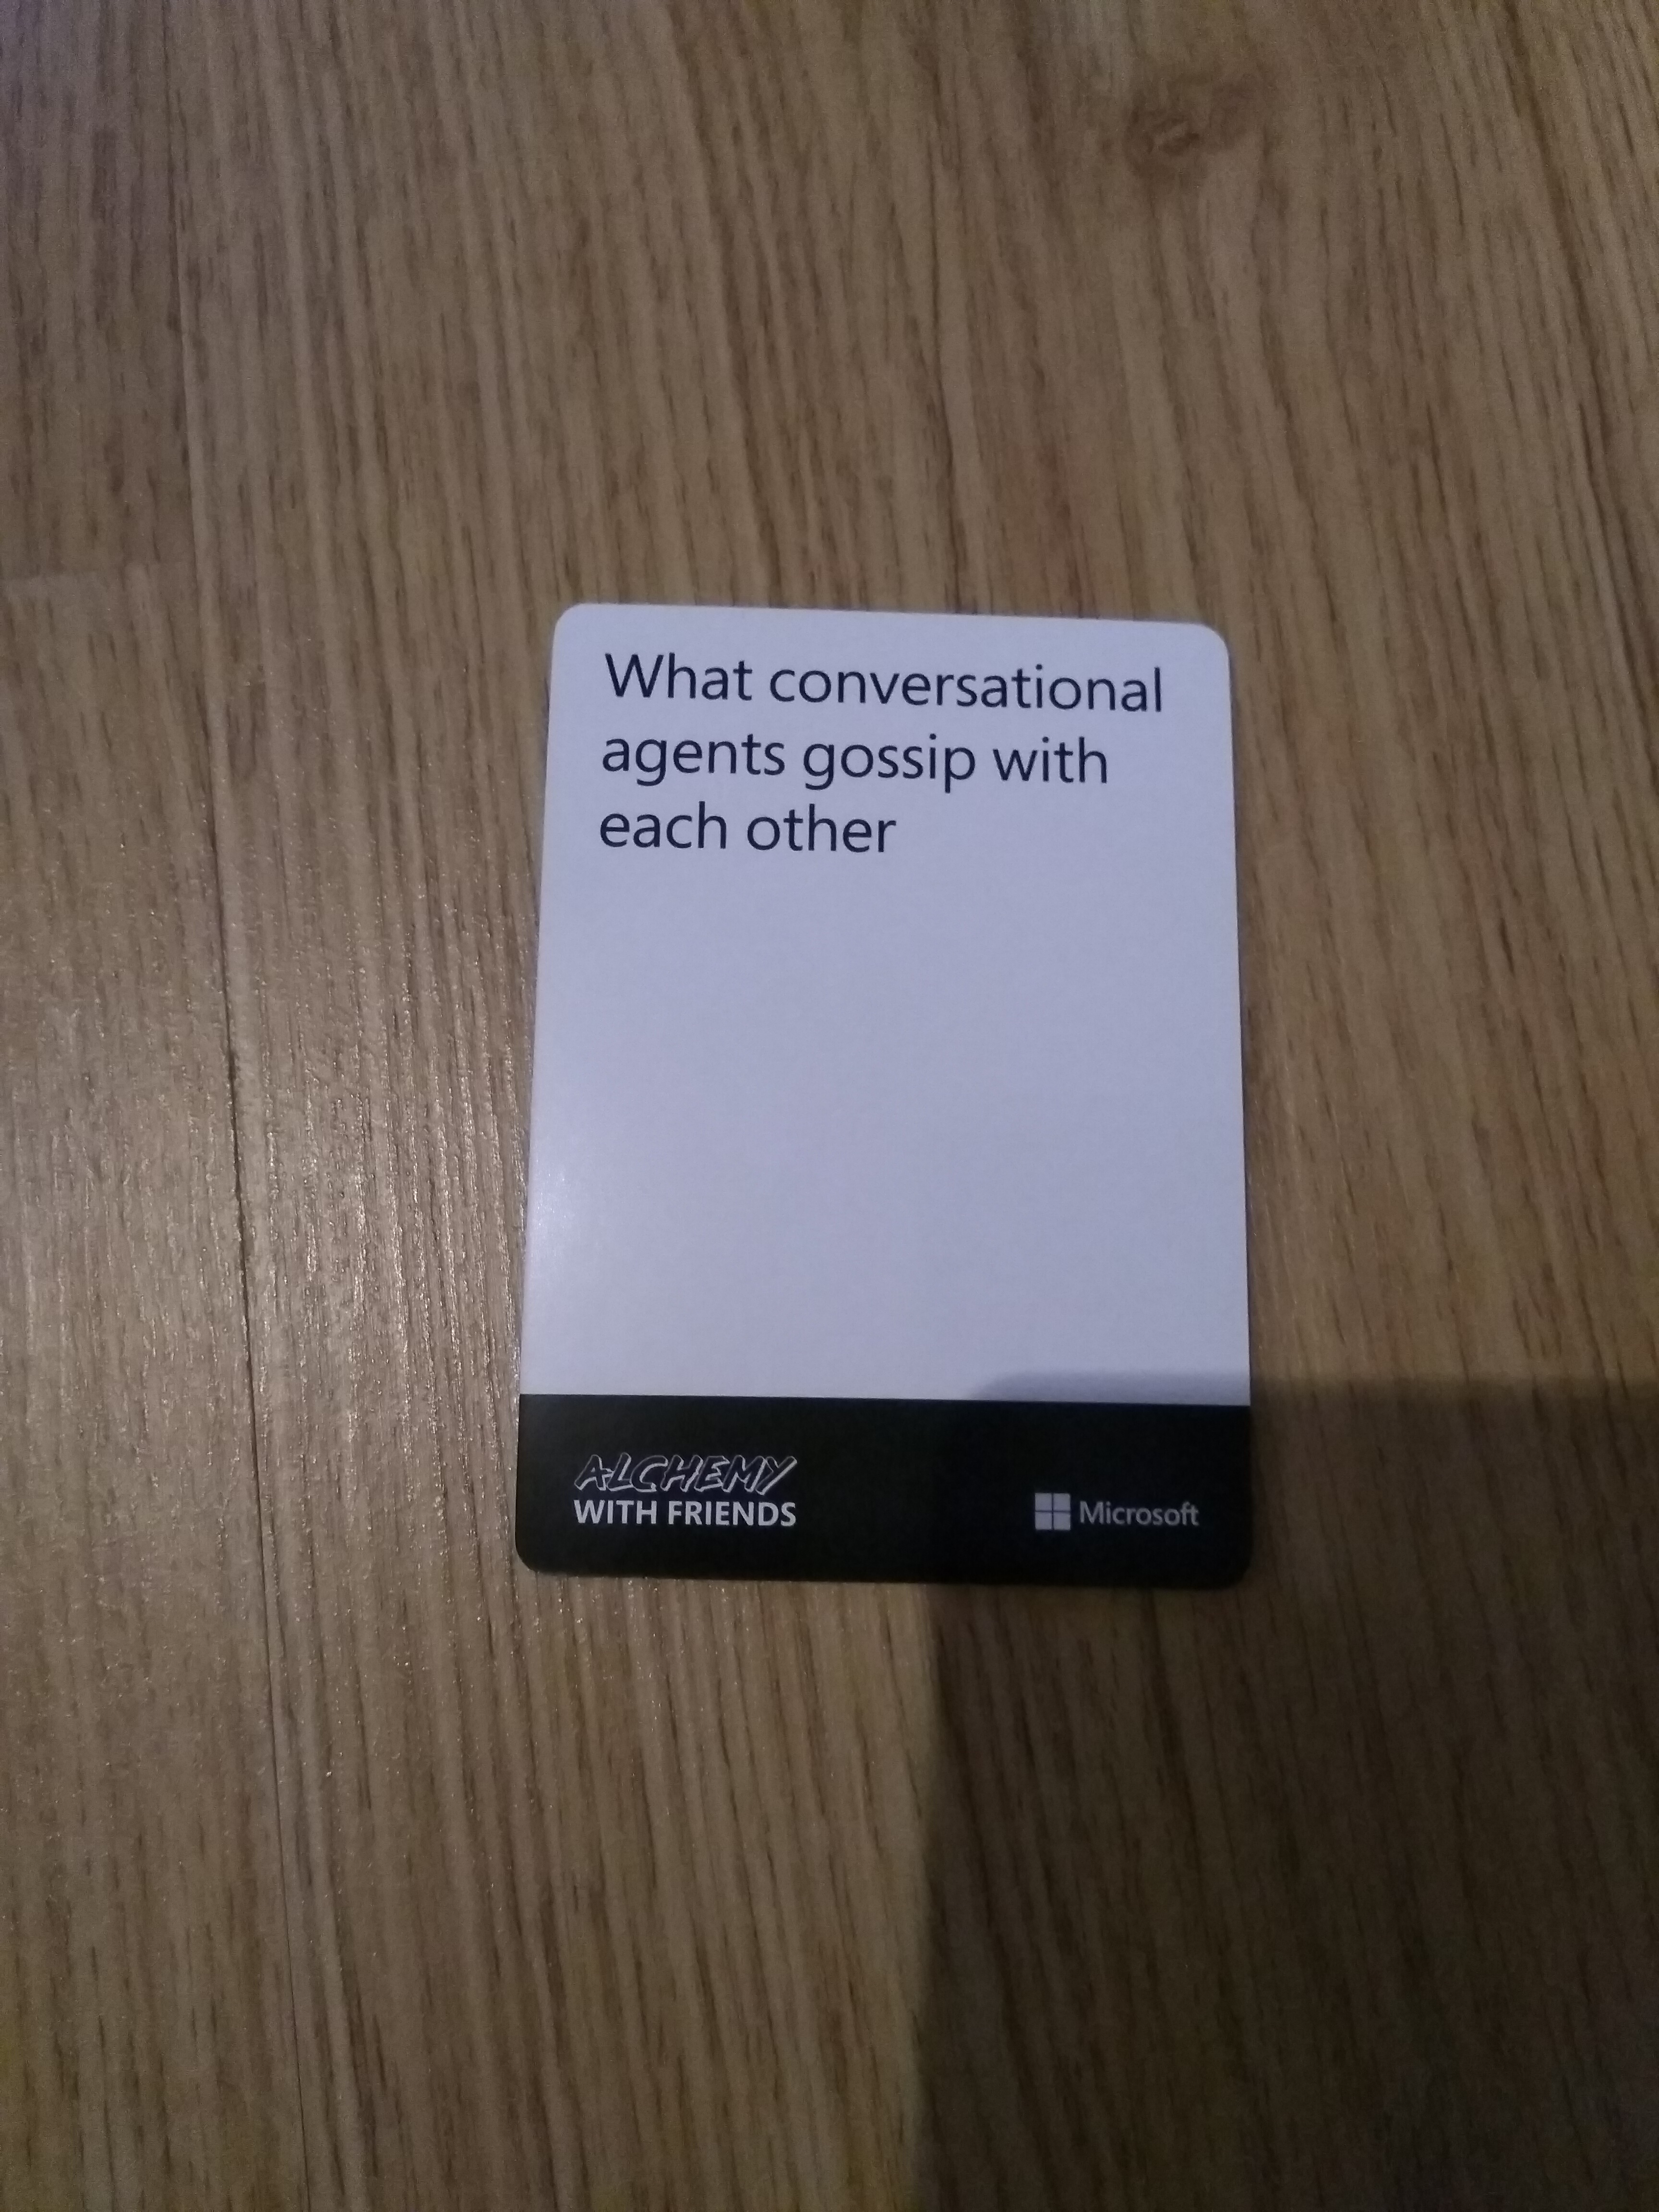 What conversational
agents gossip with
each other
ALCHEMY
WITH FRIENDS
Microsoft